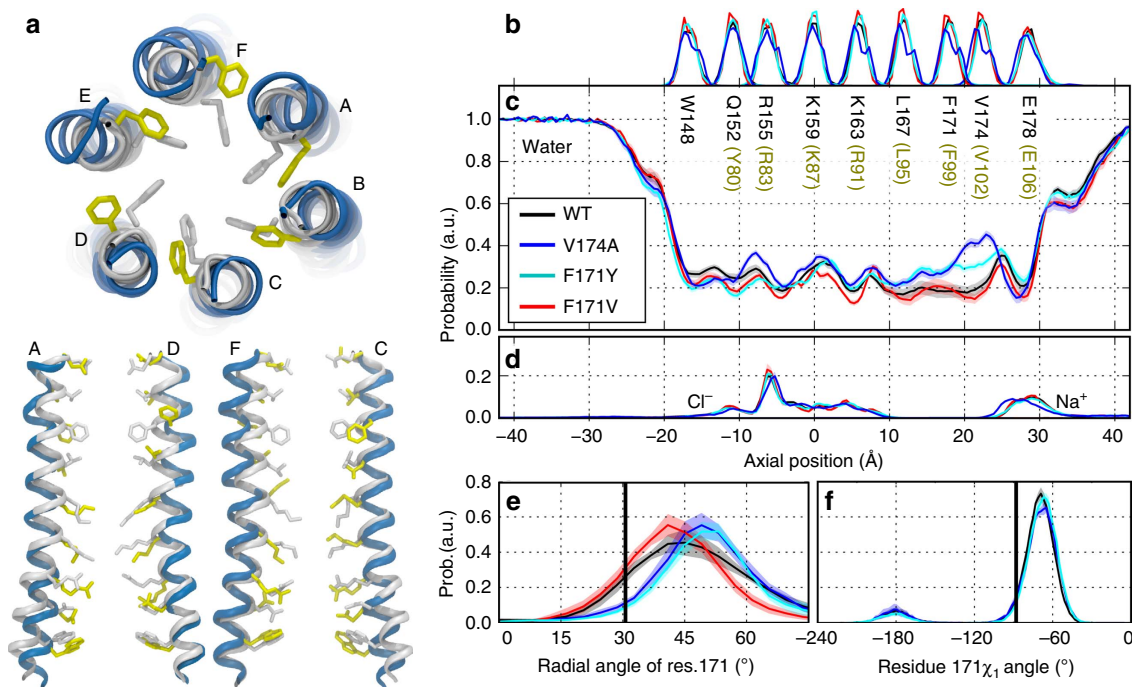 a
F
E
A
B
D
C
A D F C
b
c
1.0
0.8
0.6
0.4
0.2
0.0
Probability (a.u.)
Water
W148
Q152 (Y80)
R155 (R83)
K159 (K87)
K163 (R91)
L167 (L95)
F171 (F99)
V174 (V102)
E178 (E106)
WT
V174A
F171Y
F171V
d
0.2
0.0
Cl⁻
Na⁺
−40 −30 −20 −10 0 10 20 30 40
Axial position (Å)
e
0.8
0.6
0.4
0.2
0.0
Prob.(a.u.)
0 15 30 45 60 −75
Radial angle of res.171 (°)
f
−240 −180 −120 −60 0
Residue 171χ₁ angle (°)